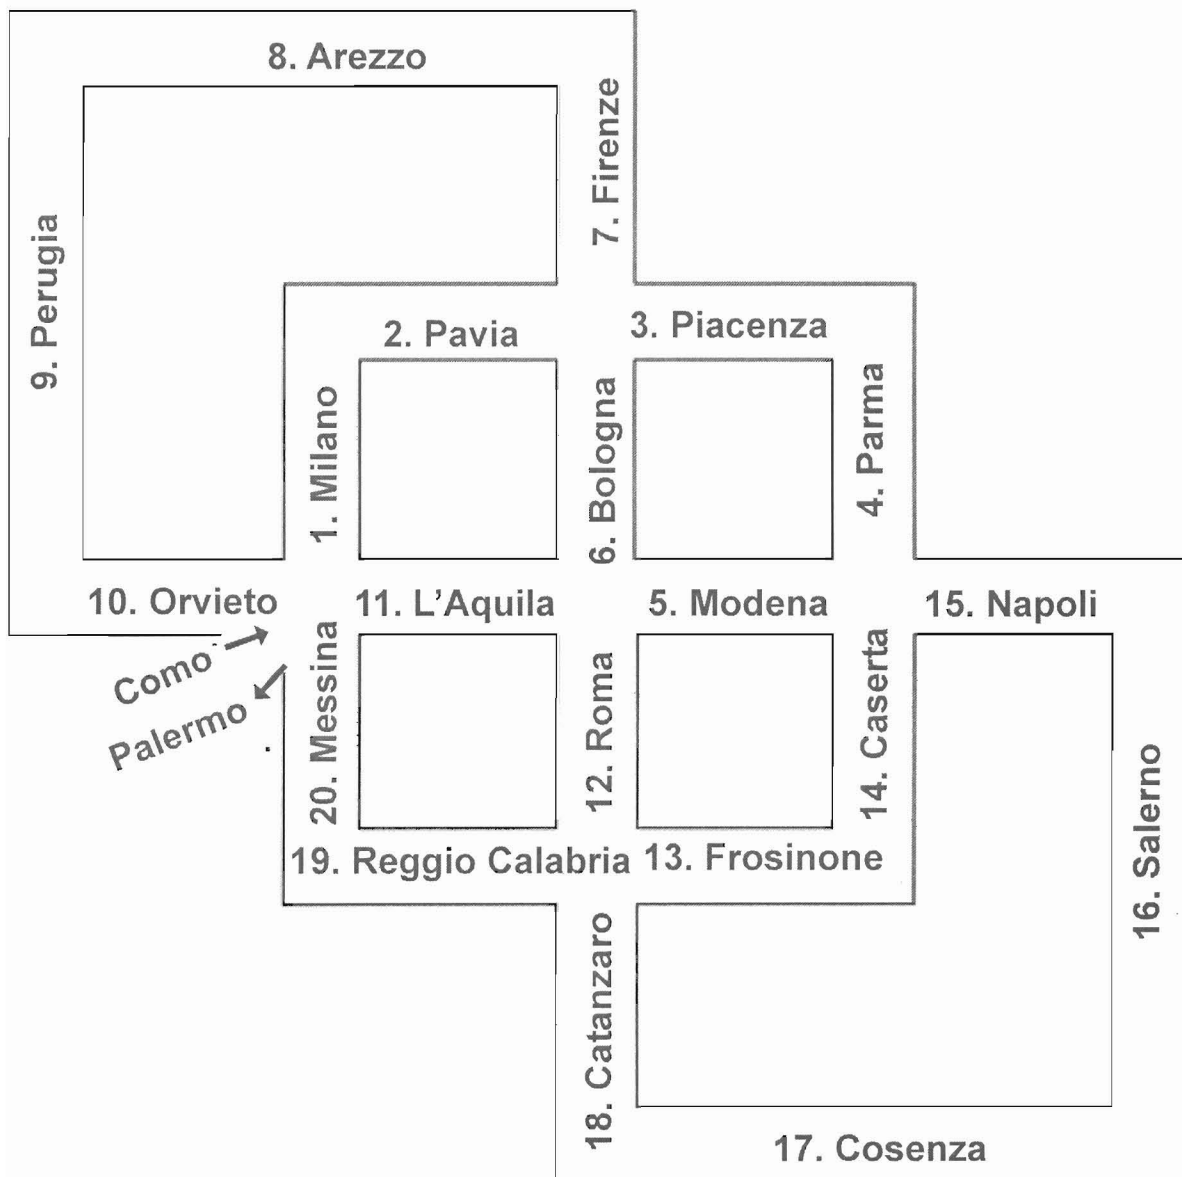 8. Arezzo
7. Firenze
9. Perugia
2. Pavia
3. Piacenza
1. Milano
6. Bologna
4. Parma
10. Orvieto
11. L'Aquila
5. Modena
15. Napoli
Como
Palermo
20. Messina
12. Roma
14. Caserta
16. Salerno
19. Reggio Calabria
13. Frosinone
18. Catanzaro
17. Cosenza